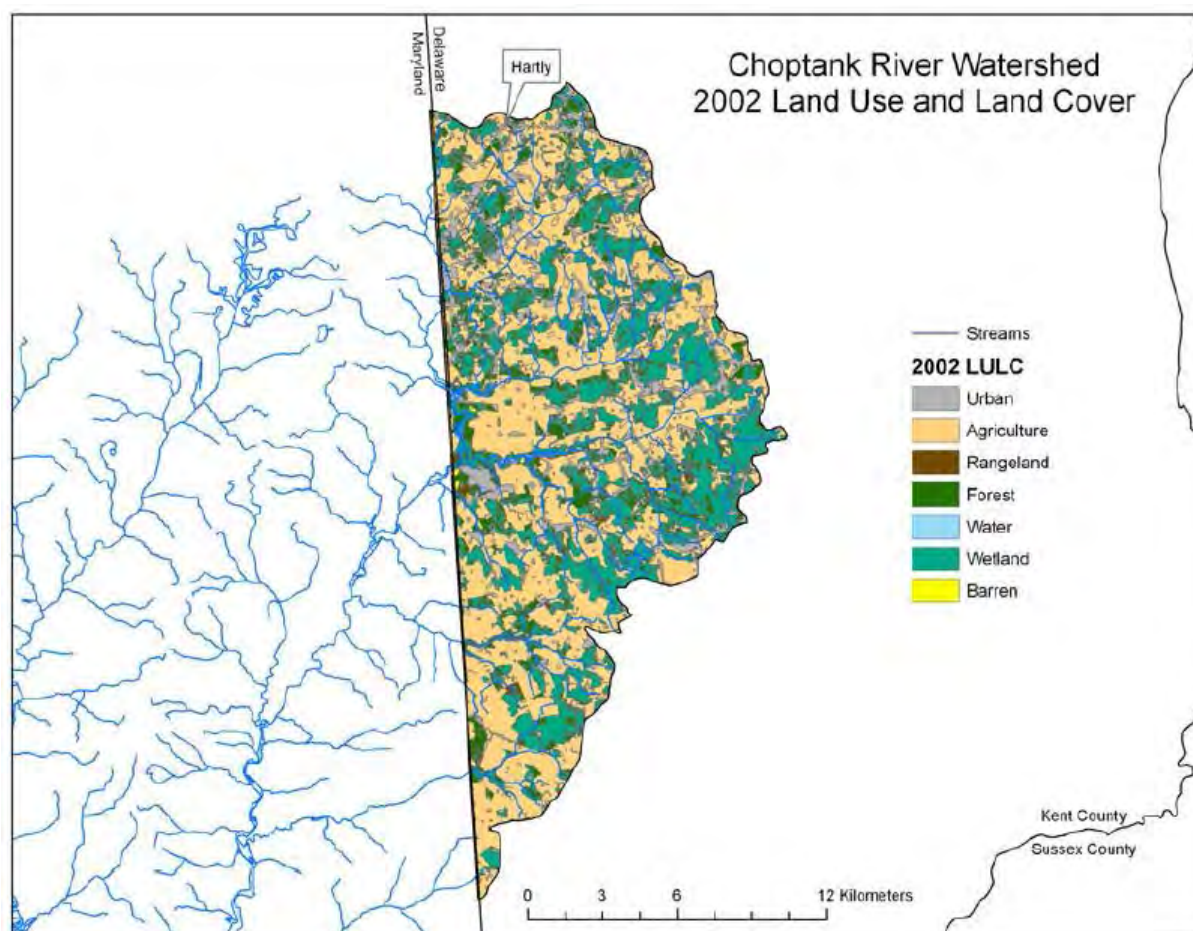 Choptank River Watershed
2002 Land Use and Land Cover
Delaware
Maryland
Hartly
Streams
2002 LULC
Urban
Agriculture
Rangeland
Forest
Water
Wetland
Barren
Kent County
Sussex County
0 3 6 12 Kilometers